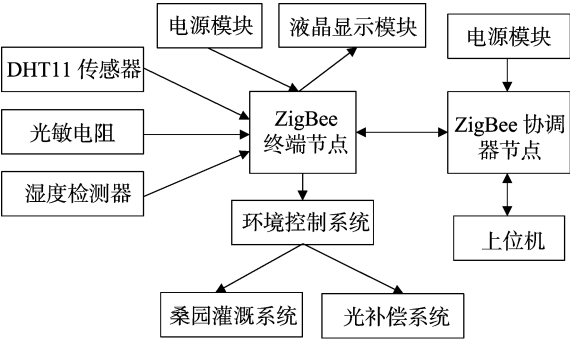 电源模块
液晶显示模块
电源模块
DHT11 传感器
光敏电阻
湿度检测器
ZigBee
终端节点
ZigBee 协调
器节点
环境控制系统
上位机
桑园灌溉系统
光补偿系统